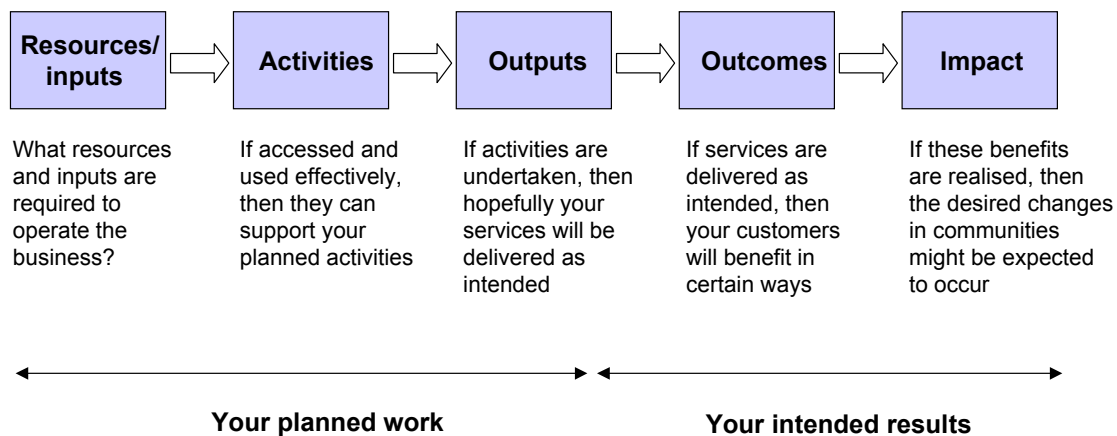 Resources/
inputs
Activities
Outputs
Outcomes
Impact
What resources
and inputs are
required to
operate the
business?
If accessed and
used effectively,
then they can
support your
planned activities
If activities are
undertaken, then
hopefully your
services will be
delivered as
intended
If services are
delivered as
intended, then
your customers
will benefit in
certain ways
If these benefits
are realised, then
the desired changes
in communities
might be expected
to occur
Your planned work
Your intended results